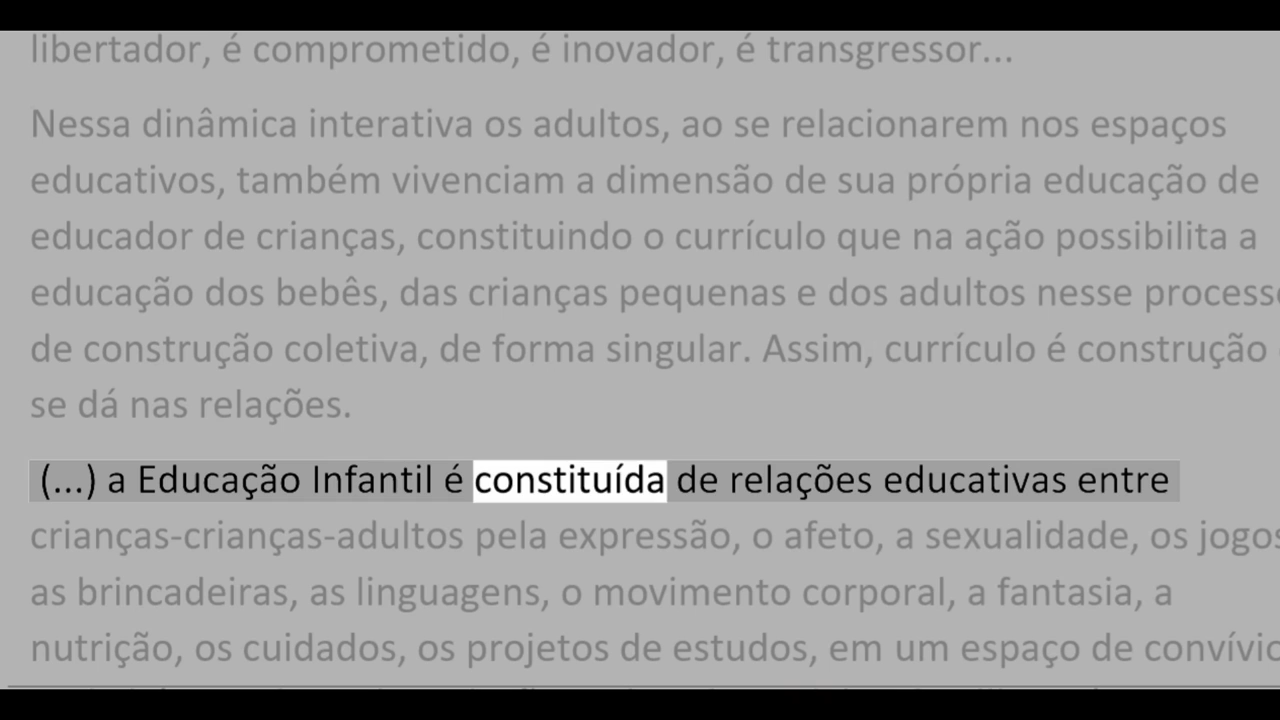 libertador, é comprometido, é inovador, é transgressor...
Nessa dinâmica interativa os adultos, ao se relacionarem nos espaços
educativos, também vivenciam a dimensão de sua própria educação de
educador de crianças, constituindo o currículo que na ação possibilita a
educação dos bebês, das crianças pequenas e dos adultos nesse process
de construção coletiva, de forma singular. Assim, currículo é construção
se dá nas relações.
(...) a Educação Infantil é constituída de relações educativas entre
crianças-crianças-adultos pela expressão, o afeto, a sexualidade, os jogos
as brincadeiras, as linguagens, o movimento corporal, a fantasia, a
nutrição, os cuidados, os projetos de estudos, em um espaço de convívi